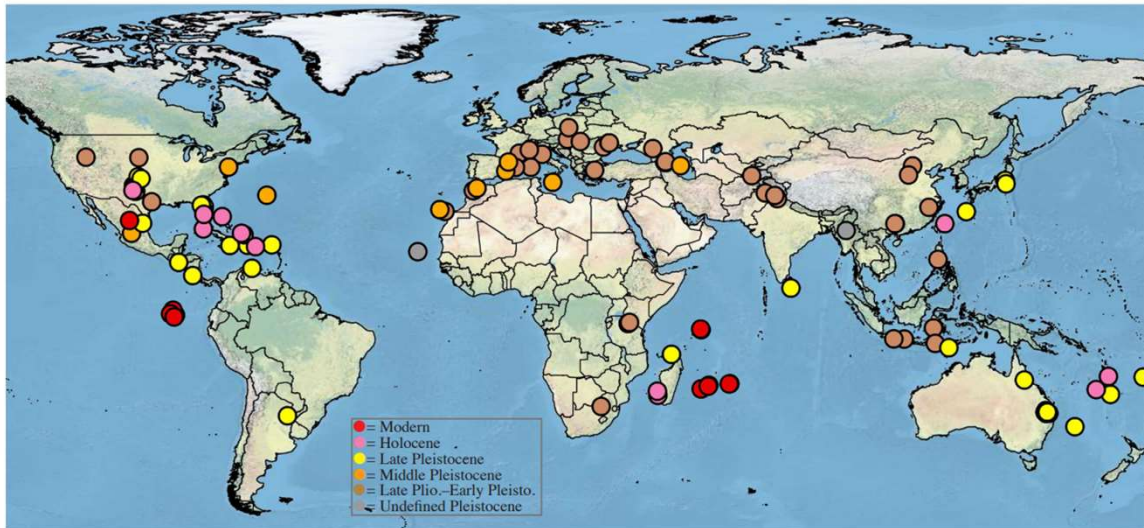 = Modern
= Holocene
= Late Pleistocene
= Middle Pleistocene
= Late Plio.–Early Pleisto.
= Undefined Pleistocene